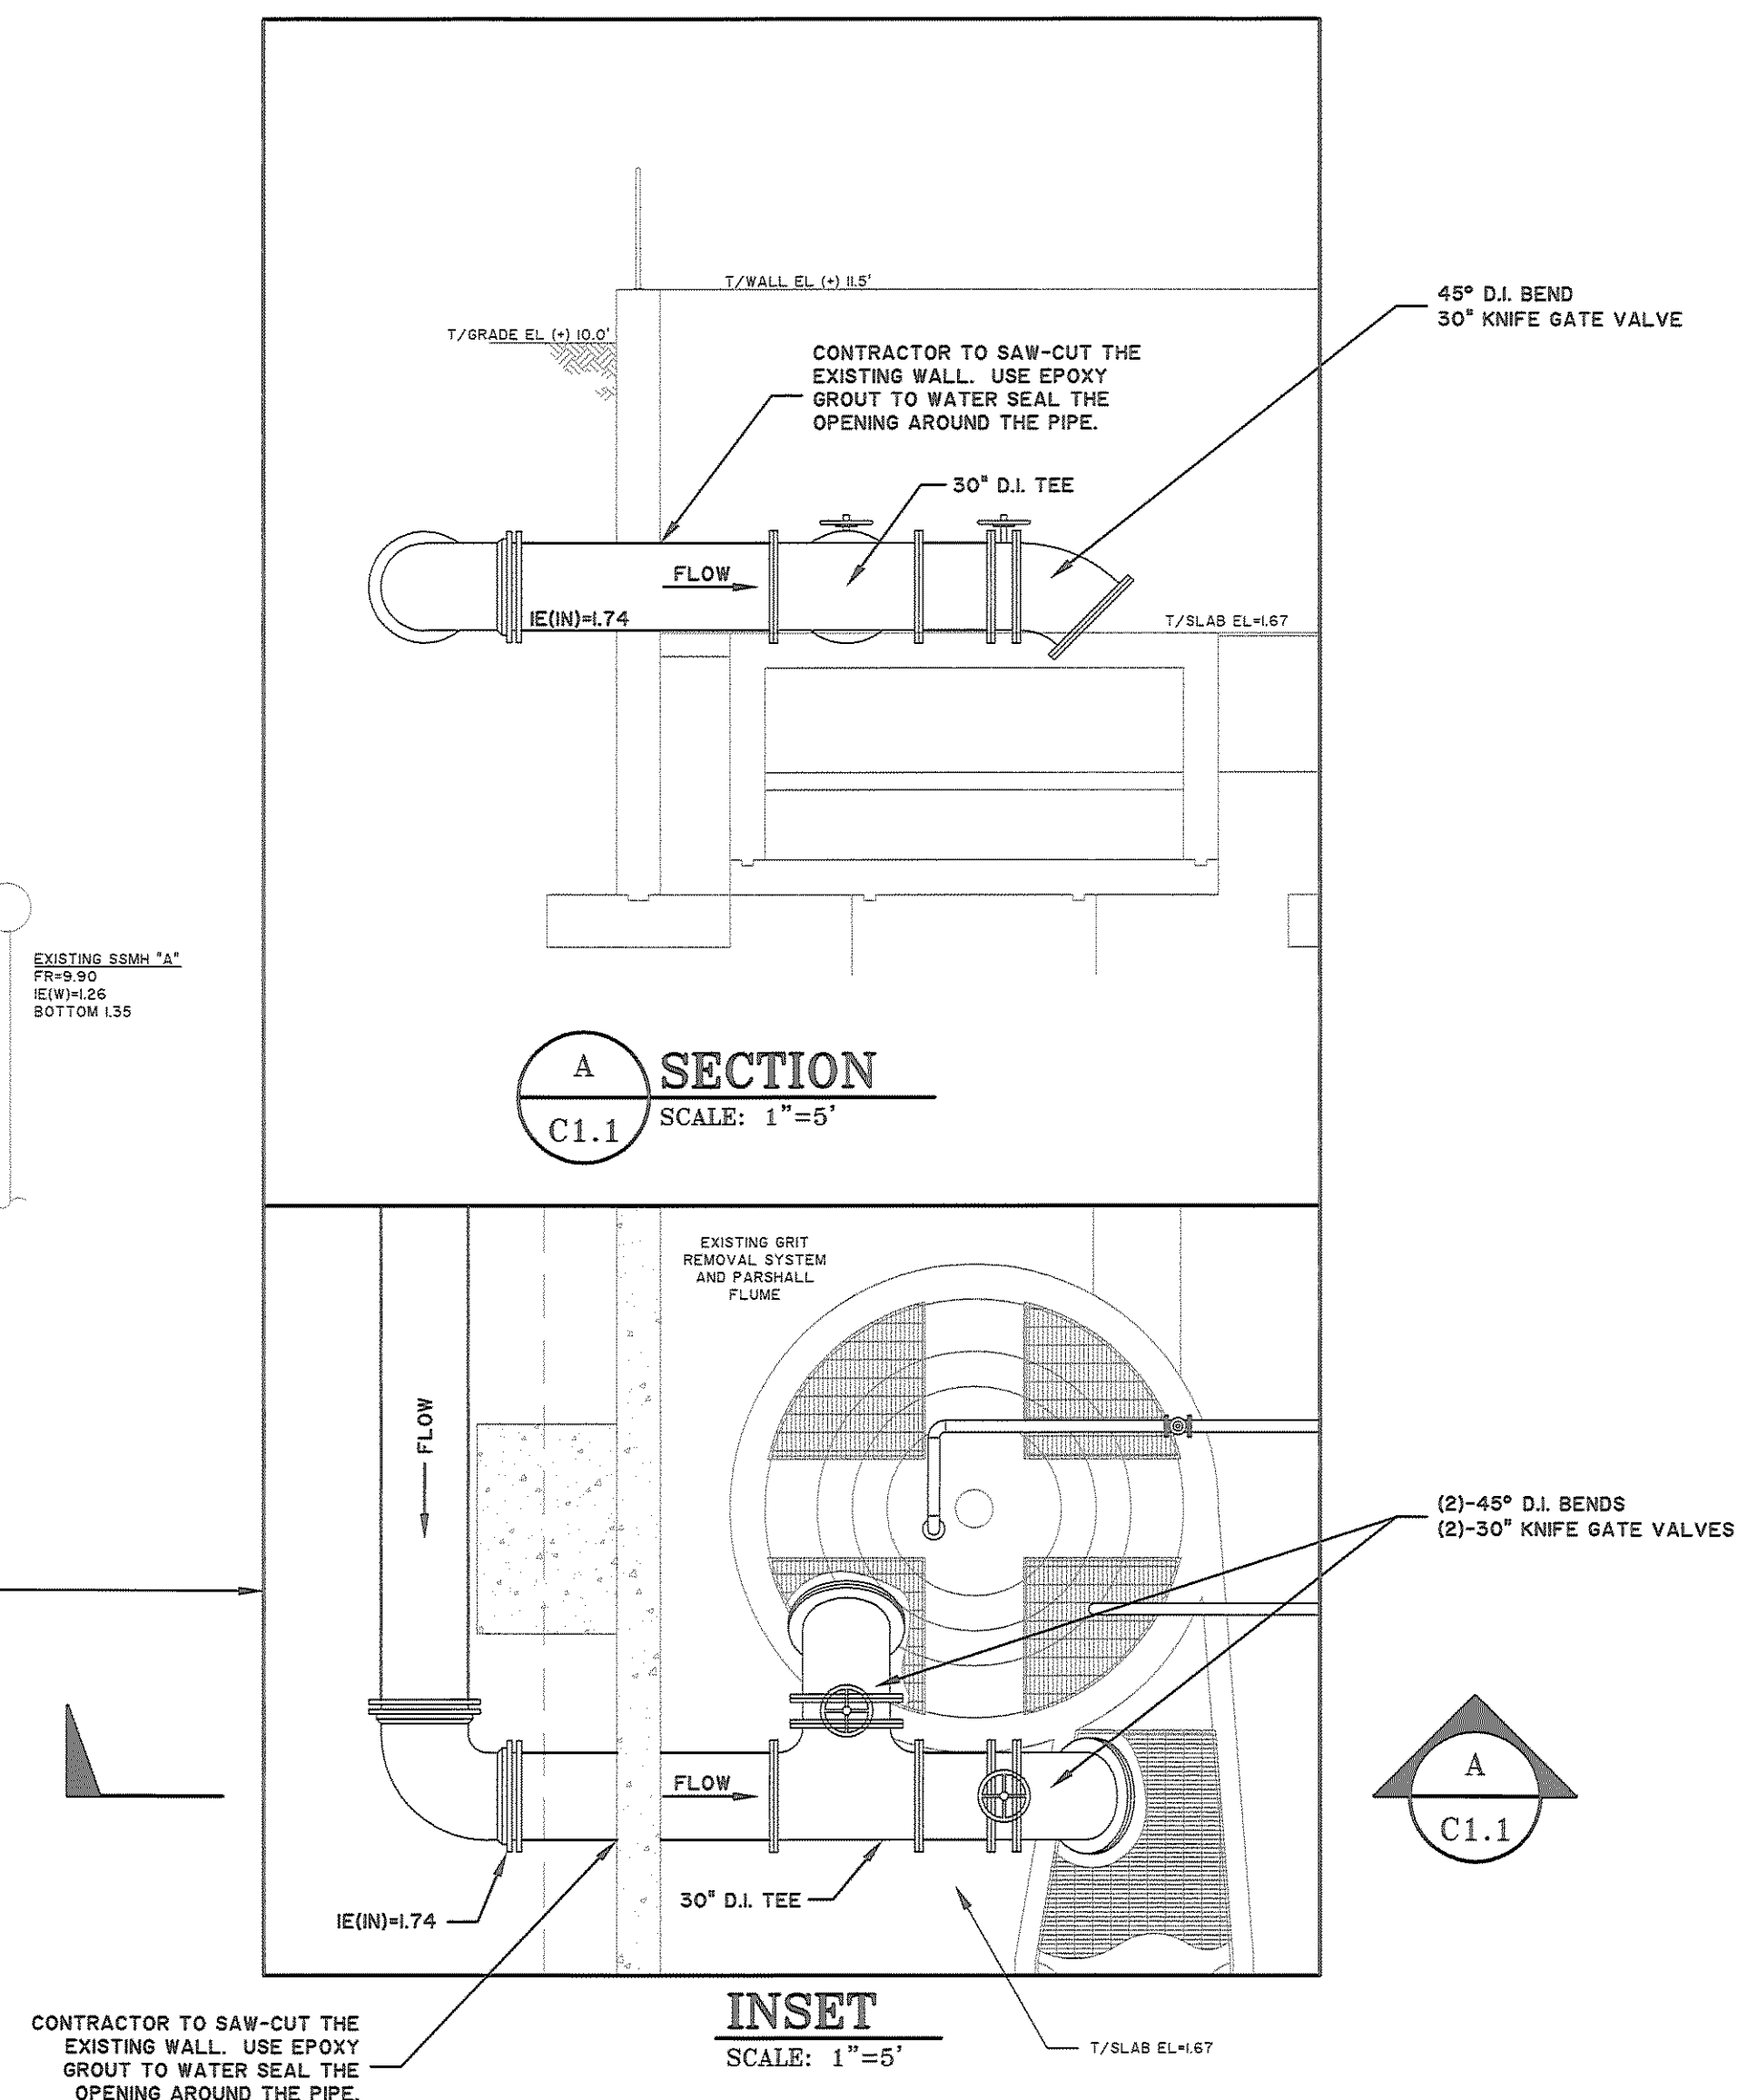 T/WALL EL (+) 11.5'
T/GRADE EL (+) 10.0'
45° D.I. BEND
30" KNIFE GATE VALVE
CONTRACTOR TO SAW-CUT THE
EXISTING WALL. USE EPOXY
GROUT TO WATER SEAL THE
OPENING AROUND THE PIPE.
30" D.I. TEE
FLOW
IE(IN)=1.74
T/SLAB EL=1.67
EXISTING SSMH "A"
FR=9.90
IE(W)=1.26
BOTTOM 1.35
A
C1.1
SECTION
SCALE: 1"=5'
EXISTING GRIT
REMOVAL SYSTEM
AND PARSHALL
FLUME
FLOW
(2)-45° D.I. BENDS
(2)-30" KNIFE GATE VALVES
FLOW
A
C1.1
30" D.I. TEE
IE(IN)=1.74
CONTRACTOR TO SAW-CUT THE
EXISTING WALL. USE EPOXY
GROUT TO WATER SEAL THE
OPENING AROUND THE PIPE.
INSET
SCALE: 1"=5'
T/SLAB EL=1.67